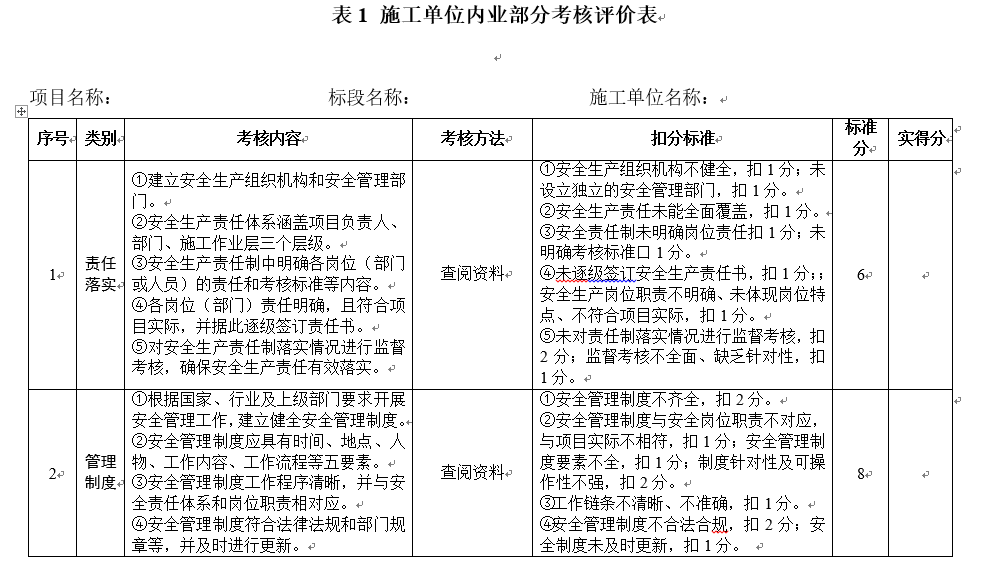 表 1 施工单位内业部分考核评价表
项目名称： 标段名称： 施工单位名称：
序号 类别 考核内容 考核方法 扣分标准 标准分 实得分
1
责任
落实
①建立安全生产组织机构和安全管理部
门。
②安全生产责任体系涵盖项目负责人、
部门、施工作业层三个层级。
③安全生产责任制中明确各岗位（部门
或人员）的责任和考核标准等内容。
④各岗位（部门）责任明确，且符合项
目实际，并据此逐级签订责任书。
⑤对安全生产责任制落实情况进行监督
考核，确保安全生产责任有效落实。
查阅资料
①安全生产组织机构不健全，扣 1 分；未
设立独立的安全管理部门，扣 1 分。
②安全生产责任未能全面覆盖，扣 1 分。
③安全责任制未明确岗位责任扣 1 分；未
明确考核标准口 1 分。
④未逐级签订安全生产责任书，扣 1 分；；
安全生产岗位职责不明确、未体现岗位特
点、不符合项目实际，扣 1 分。
⑤未对责任制落实情况进行监督考核，扣
2 分；监督考核不全面、缺乏针对性，扣
1 分。
6
2
管理
制度
①根据国家、行业及上级部门要求开展
安全管理工作，建立健全安全管理制度。
②安全管理制度应具有时间、地点、人
物、工作内容、工作流程等五要素。
③安全管理制度工作程序清晰，并与安
全责任体系和岗位职责相对应。
④安全管理制度符合法律法规和部门规
章等，并及时进行更新。
查阅资料
①安全管理制度不齐全，扣 2 分。
②安全管理制度与安全岗位职责不对应，
与项目实际不相符，扣 1 分；安全管理制
度要素不全，扣 1 分；制度针对性及可操
作性不强，扣 2 分。
③工作链条不清晰、不准确，扣 1 分。
④安全管理制度不合法合规，扣 2 分；安
全制度未及时更新，扣 1 分。
8